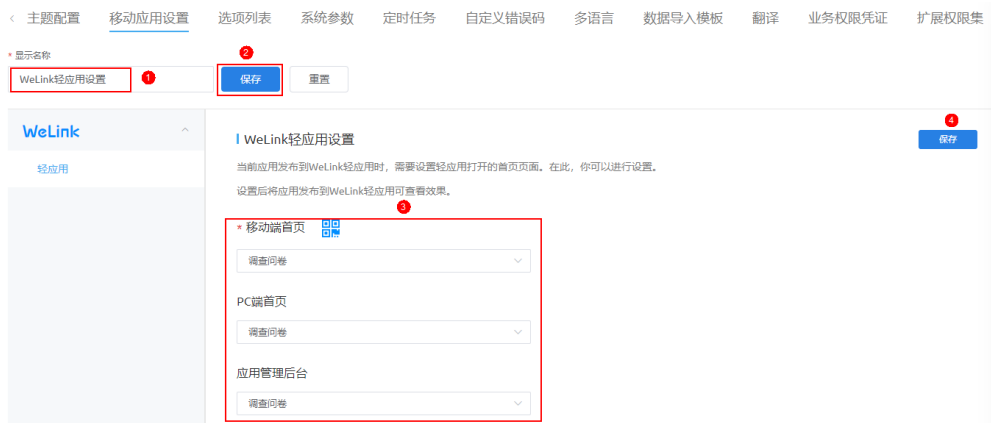 主题配置 移动应用设置 选项列表 系统参数 定时任务 自定义错误码 多语言 数据导入模板 翻译 业务权限凭证 扩展权限集
* 显示名称
2
WeLink轻应用设置 1 保存 重置
WeLink
轻应用
WeLink轻应用设置
4
保存
当前应用发布到WeLink轻应用时，需要设置轻应用打开的首页页面。在此，你可以进行设置。
设置后将应用发布到WeLink轻应用可查看效果。
3
* 移动端首页
调查问卷
PC端首页
调查问卷
应用管理后台
调查问卷